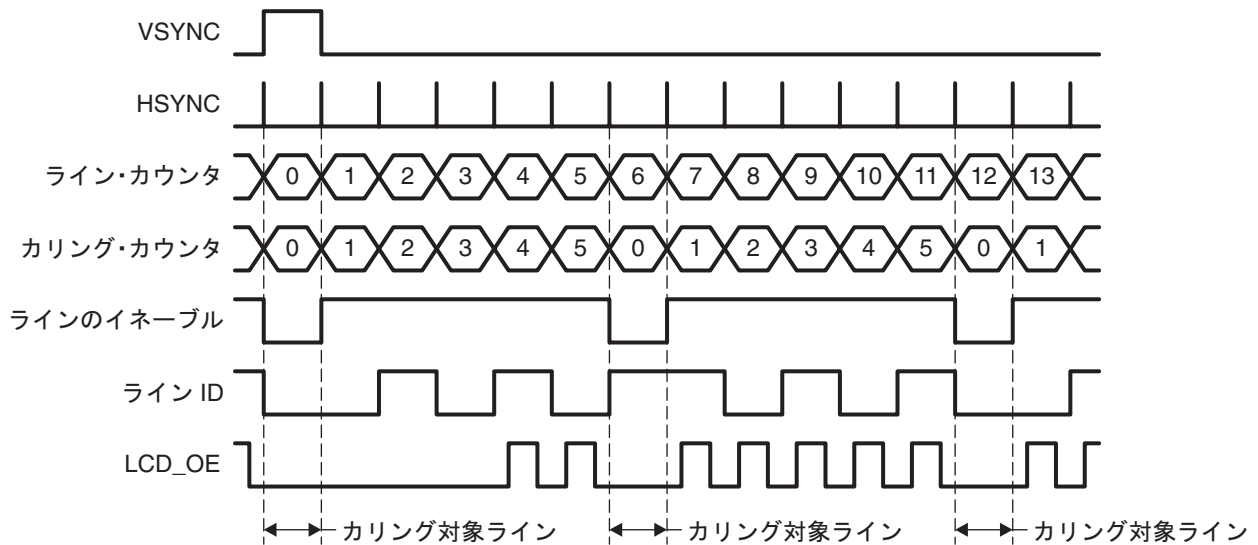 VSYNC
HSYNC
ライン・カウンタ 0 1 2 3 4 5 6 7 8 9 10 11 12 13
カリング・カウンタ 0 1 2 3 4 5 0 1 2 3 4 5 0 1
ラインのイネーブル
ライン ID
LCD_OE
カリング対象ライン カリング対象ライン カリング対象ライン